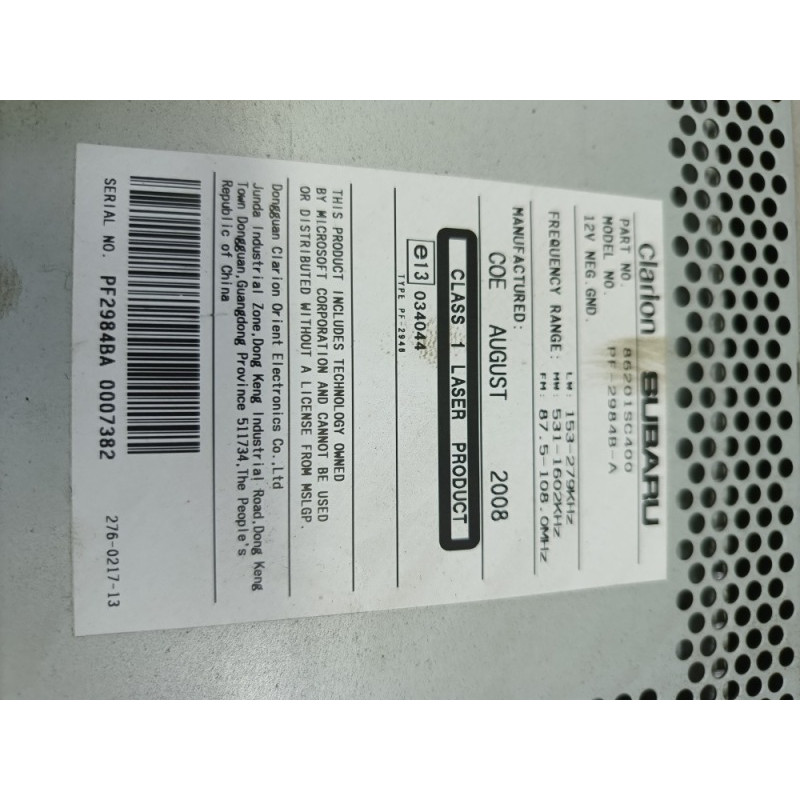 clarion SUBARU
PART NO. 86201SC400
MODEL NO. PF-2984B-A
12V NEG.GND.
FREQUENCY RANGE: LW: 153-279KHz
MW: 531-1602KHz
FM: 87.5-108.0MHz
MANUFACTURED:
COE AUGUST 2008
CLASS 1 LASER PRODUCT
e13 034044
TYPE PF-2948
THIS PRODUCT INCLUDES TECHNOLOGY OWNED
BY MICROSOFT CORPORATION AND CANNOT BE USED
OR DISTRIBUTED WITHOUT A LICENSE FROM MSLGP.
Dongguan Clarion Orient Electronics Co.,Ltd
Junda Industrial Zone,Dong Keng Industrial Road,Dong Keng
Town Dongguan,Guangdong Province 511734,The People's
Republic of China
SERIAL NO. PF2984BA 0007382
276-0217-13